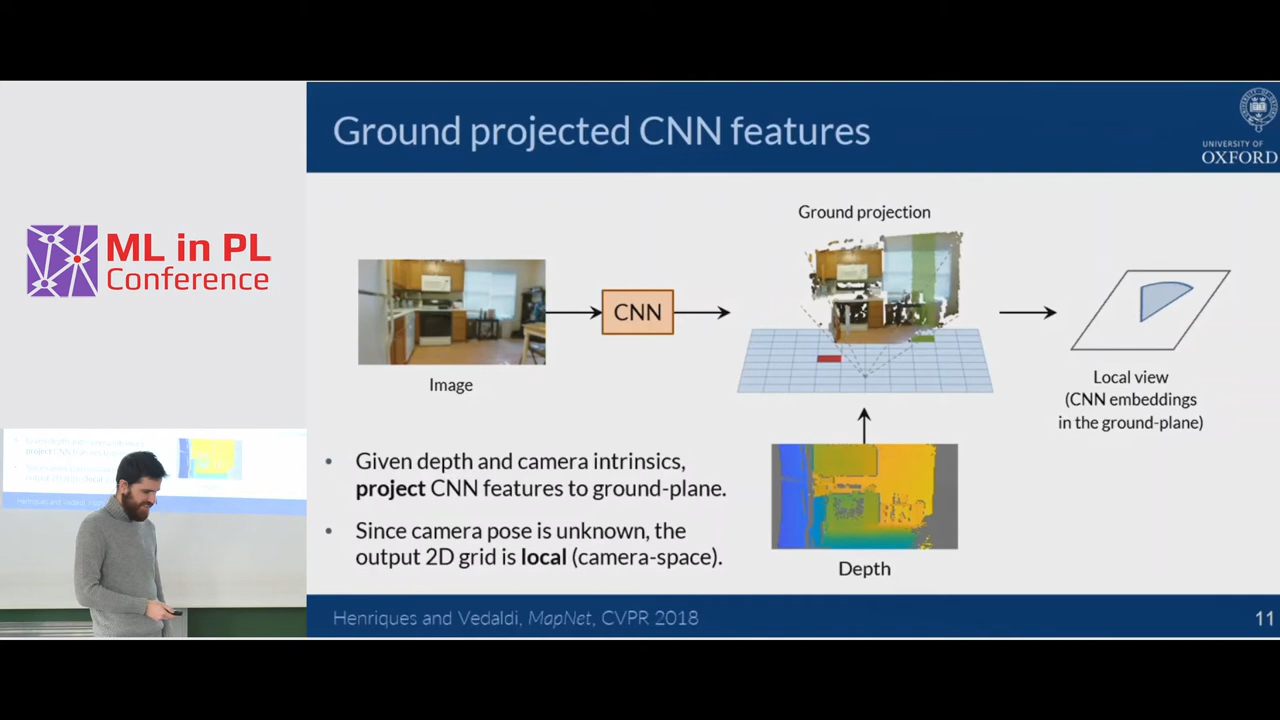 Ground projected CNN features
UNIVERSITY OF
OXFORD
ML in PL
Conference
Ground projection
CNN
Image
Local view
(CNN embeddings
in the ground-plane)
• Given depth and camera intrinsics,
project CNN features to ground-plane.
• Since camera pose is unknown, the
output 2D grid is local (camera-space).
Depth
Henriques and Vedaldi, MapNet, CVPR 2018
11